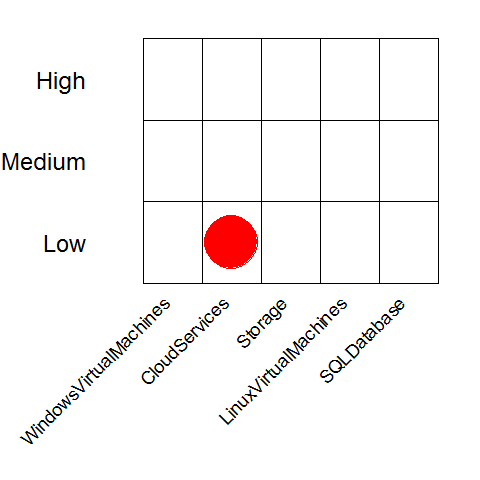 High
Medium
Low
WindowsVirtualMachines
CloudServices
Storage
LinuxVirtualMachines
SQLDatabase